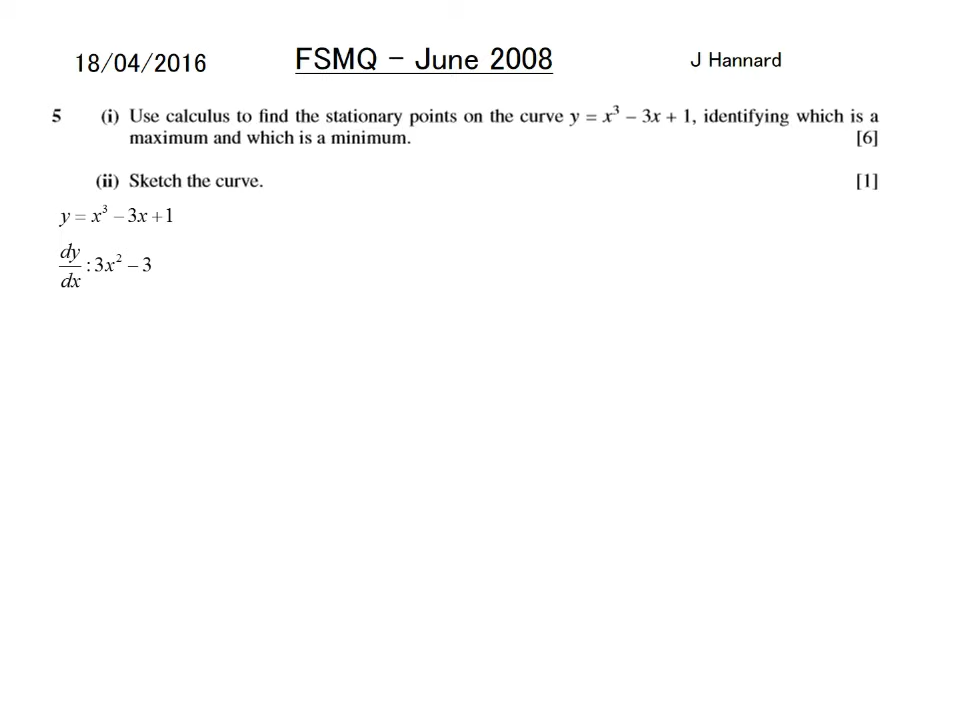 18/04/2016 FSMQ – June 2008 J Hannard
5 (i) Use calculus to find the stationary points on the curve y = x³ – 3x + 1, identifying which is a
maximum and which is a minimum. [6]
(ii) Sketch the curve. [1]
y = x³ – 3x + 1
dy/dx : 3x² – 3